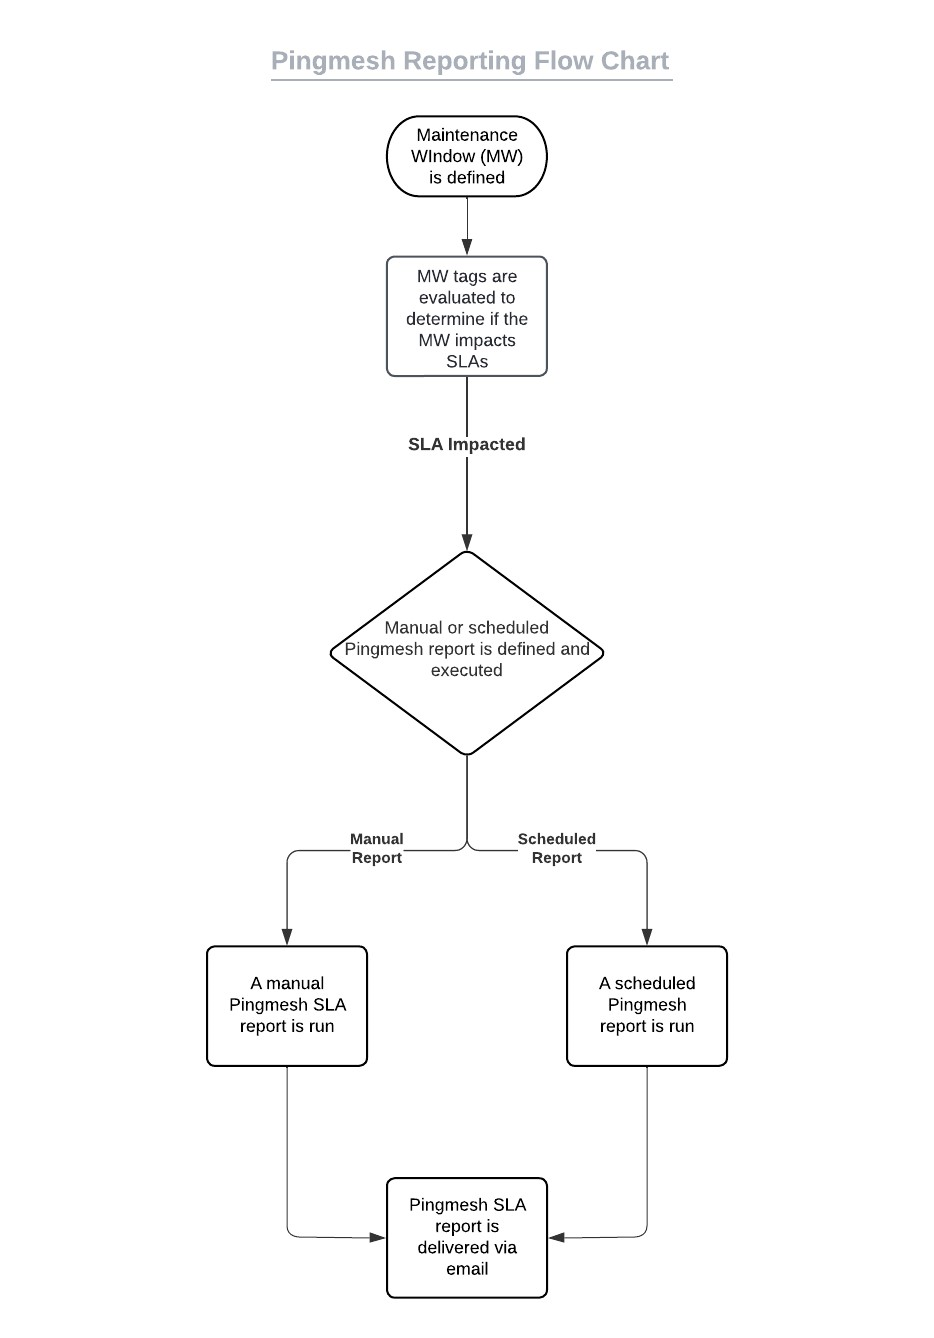 Pingmesh Reporting Flow Chart
Maintenance
WIndow (MW)
is defined
MW tags are
evaluated to
determine if the
MW impacts
SLAs
SLA Impacted
Manual or scheduled
Pingmesh report is defined and
executed
Manual
Report
Scheduled
Report
A manual
Pingmesh SLA
report is run
A scheduled
Pingmesh
report is run
Pingmesh SLA
report is
delivered via
email